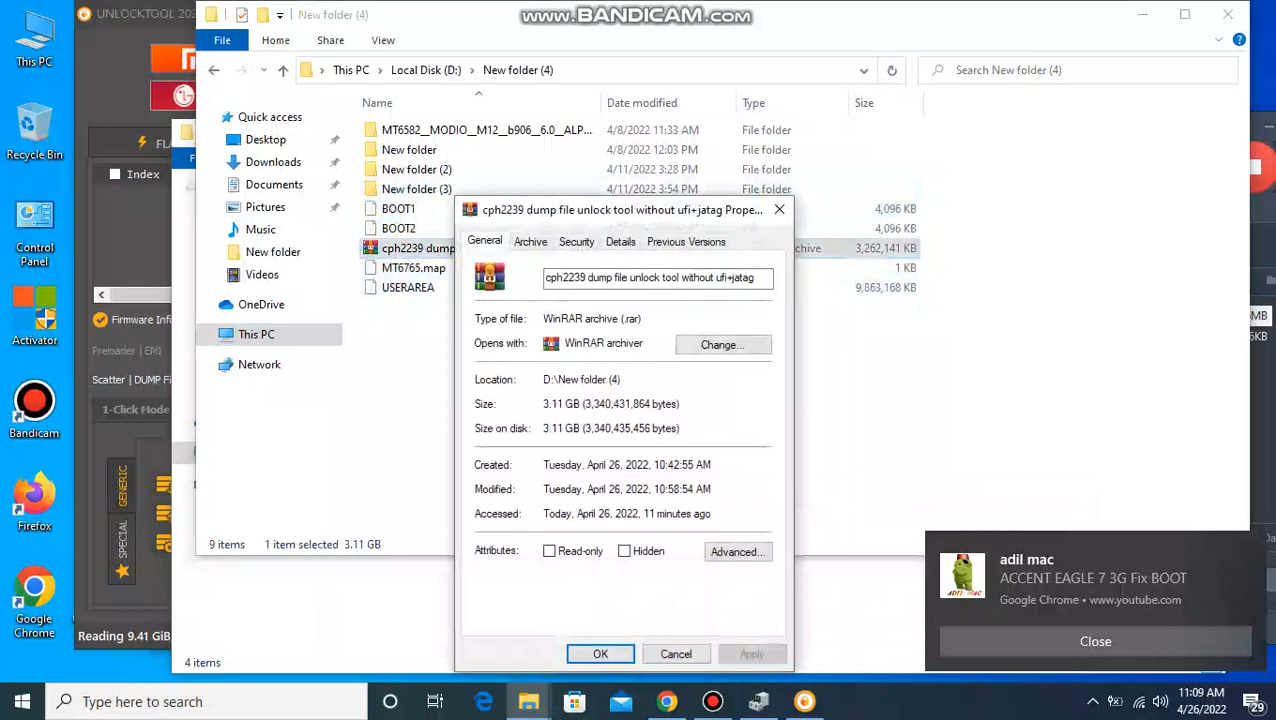 www.BANDICAM.com
UNLOCKTOOL 202
New folder (4)
File
Home
Share
View
This PC
Local Disk (D:)
New folder (4)
Search New folder (4)
Name
Date modified
Type
Size
Quick access
Desktop
Downloads
Documents
Pictures
Music
New folder
Videos
OneDrive
This PC
Network
MT6582__MODIO__M12__b906__6.0__ALP...
4/8/2022 11:33 AM
File folder
New folder
4/8/2022 12:03 PM
File folder
New folder (2)
4/11/2022 3:28 PM
File folder
New folder (3)
4/11/2022 3:54 PM
File folder
BOOT1
4,096 KB
BOOT2
4,096 KB
cph2239 dump
chive
3,262,141 KB
MT6765.map
1 KB
USERAREA
9,863,168 KB
9 items
1 item selected 3.11 GB
4 items
cph2239 dump file unlock tool without ufi+jatag Prope...
General
Archive
Security
Details
Previous Versions
cph2239 dump file unlock tool without ufi+jatag
Type of file:
WinRAR archive (.rar)
Opens with:
WinRAR archiver
Change...
Location:
D:\New folder (4)
Size:
3.11 GB (3,340,431,864 bytes)
Size on disk:
3.11 GB (3,340,435,456 bytes)
Created:
Tuesday, April 26, 2022, 10:42:55 AM
Modified:
Tuesday, April 26, 2022, 10:58:54 AM
Accessed:
Today, April 26, 2022, 11 minutes ago
Attributes:
Read-only
Hidden
Advanced...
OK
Cancel
Apply
This PC
Recycle Bin
Control
Panel
Activator
Bandicam
Firefox
Google
Chrome
FL
Index
Firmware Info
Preloader | EMI
Scatter | DUMP Fi
1-Click Mode
GENERIC
SPECIAL
Reading 9.41 GiB
MB
6KB
adil mac
ACCENT EAGLE 7 3G Fix BOOT
Google Chrome • www.youtube.com
Close
ADIL MAC
Type here to search
11:09 AM
4/26/2022
29